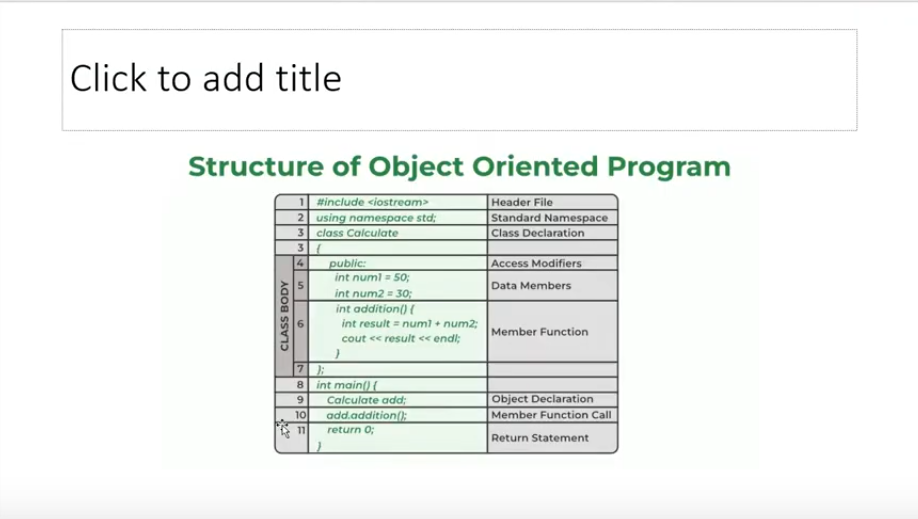 Click to add title
Structure of Object Oriented Program
1 #include <iostream> Header File
2 using namespace std; Standard Namespace
3 class Calculate Class Declaration
3 {
CLASS BODY
4 public: Access Modifiers
5 int num1 = 50; Data Members
int num2 = 30;
6 int addition() { Member Function
int result = num1 + num2;
cout << result << endl;
}
7 };
8 int main() {
9 Calculate add; Object Declaration
10 add.addition(); Member Function Call
11 return 0; Return Statement
}